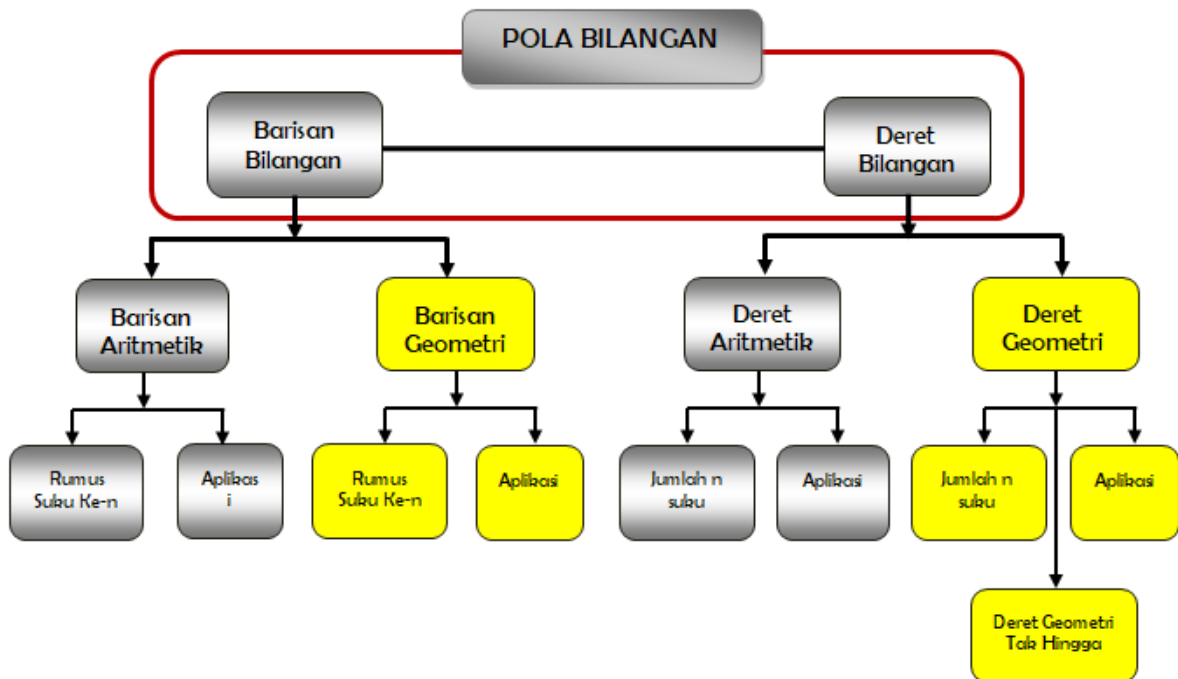 POLA BILANGAN
Barisan
Bilangan
Deret
Bilangan
Barisan
Aritmetik
Barisan
Geometri
Deret
Aritmetik
Deret
Geometri
Rumus
Suku Ke-n
Aplikas
i
Rumus
Suku Ke-n
Aplikasi
Jumlah n
suku
Aplikasi
Jumlah n
suku
Aplikasi
Deret Geometri
Tak Hingga